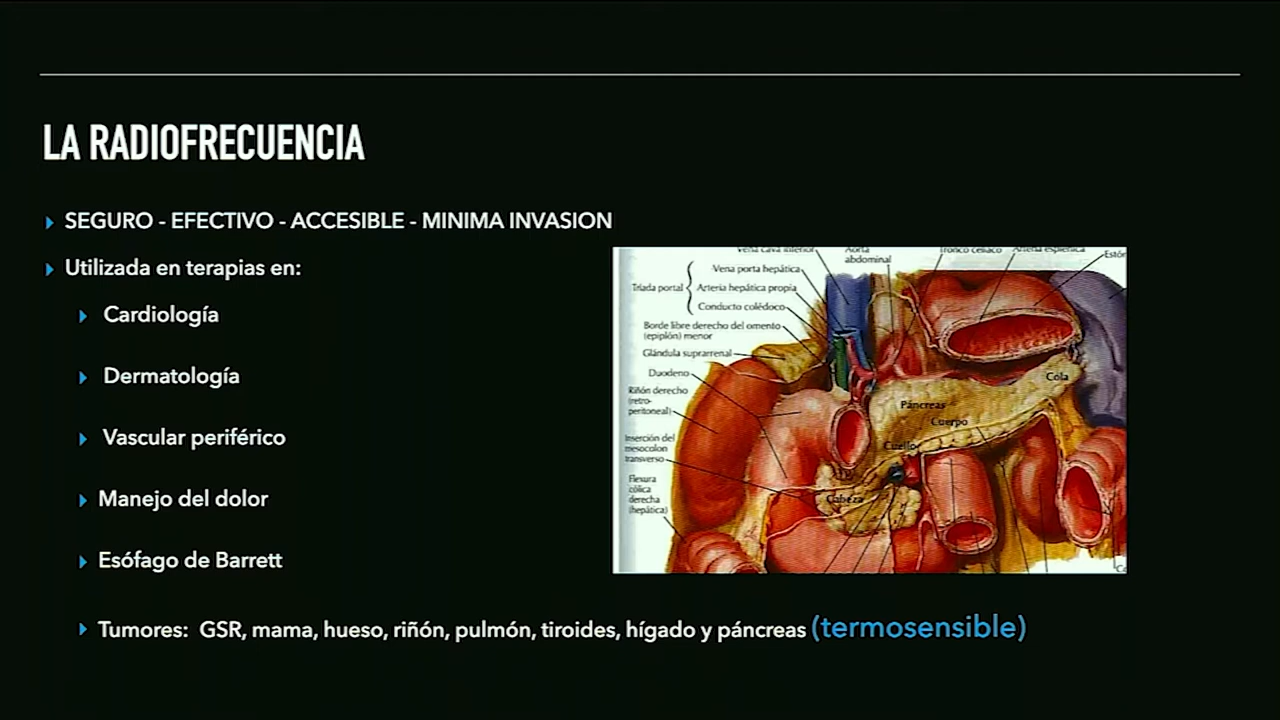 LA RADIOFRECUENCIA
SEGURO - EFECTIVO - ACCESIBLE - MINIMA INVASION
Utilizada en terapias en:
Cardiología
Dermatología
Vascular periférico
Manejo del dolor
Esófago de Barrett
Tumores: GSR, mama, hueso, riñón, pulmón, tiroides, hígado y páncreas (termosensible)
Vena cava inferior
Aorta
abdominal
Tronco celíaco
Arteria esplénica
Vena porta hepática
Tríada portal
Arteria hepática propia
Conducto colédoco
Borde libre derecho del omento
(epiplón) menor
Glándula suprarrenal
Duodeno
Riñón derecho
(retro-
peritoneal)
Inserción del
mesocolon
transverso
Flexura
cólica
derecha
(hepática)
Cola
Páncreas
Cuerpo
Cuello
Cabeza